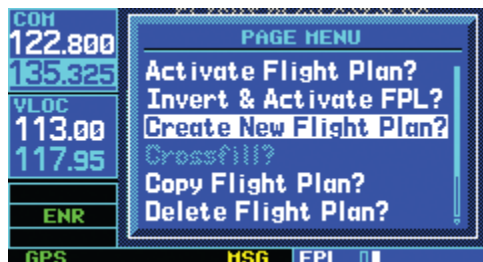 COM
122.800
135.325
VLOC
113.00
117.95
ENR
GPS
PAGE MENU
Activate Flight Plan?
Invert & Activate FPL?
Create New Flight Plan?
Crossfill?
Copy Flight Plan?
Delete Flight Plan?
MSG
FPL